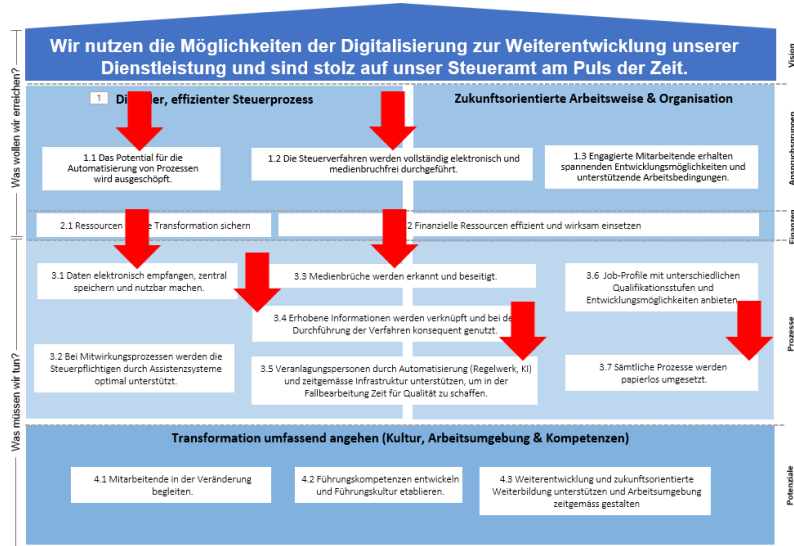 Wir nutzen die Möglichkeiten der Digitalisierung zur Weiterentwicklung unserer
Dienstleistung und sind stolz auf unser Steueramt am Puls der Zeit.
Vision
Was wollen wir erreichen?
1
effizienter Steuerprozess
Zukunftsorientierte Arbeitsweise & Organisation
Anspruchsgruppen
1.1 Das Potential für die
Automatisierung von Prozessen
wird ausgeschöpft.
1.2 Die Steuerverfahren werden vollständig elektronisch und
medienbruchfrei durchgeführt.
1.3 Engagierte Mitarbeitende erhalten
spannenden Entwicklungsmöglichkeiten und
unterstützende Arbeitsbedingungen.
2.1 Ressourcen Transformation sichern
2 Finanzielle Ressourcen effizient und wirksam einsetzen
Finanzen
Was müssen wir tun?
3.1 Daten elektronisch empfangen, zentral
speichern und nutzbar machen.
3.3 Medienbrüche werden erkannt und beseitigt.
3.6 Job-Profile mit unterschiedlichen
Qualifikationsstufen und
Entwicklungsmöglichkeiten anbieten
3.4 Erhobene Informationen werden verknüpft und bei
Durchführung der Verfahren konsequent genutzt.
Prozesse
3.2 Bei Mitwirkungsprozessen werden die
Steuerpflichtigen durch Assistenzsysteme
optimal unterstützt.
3.5 Veranlagungspersonen durch Automatisierung (Regelwerk, KI)
und zeitgemässe Infrastruktur unterstützen, um in der
Fallbearbeitung Zeit für Qualität zu schaffen.
3.7 Sämtliche Prozesse werden
papierlos umgesetzt.
Transformation umfassend angehen (Kultur, Arbeitsumgebung & Kompetenzen)
4.1 Mitarbeitende in der Veränderung
begleiten.
4.2 Führungskompetenzen entwickeln
und Führungskultur etablieren.
4.3 Weiterentwicklung und zukunftsorientierte
Weiterbildung unterstützen und Arbeitsumgebung
zeitgemäss gestalten
Potenziale